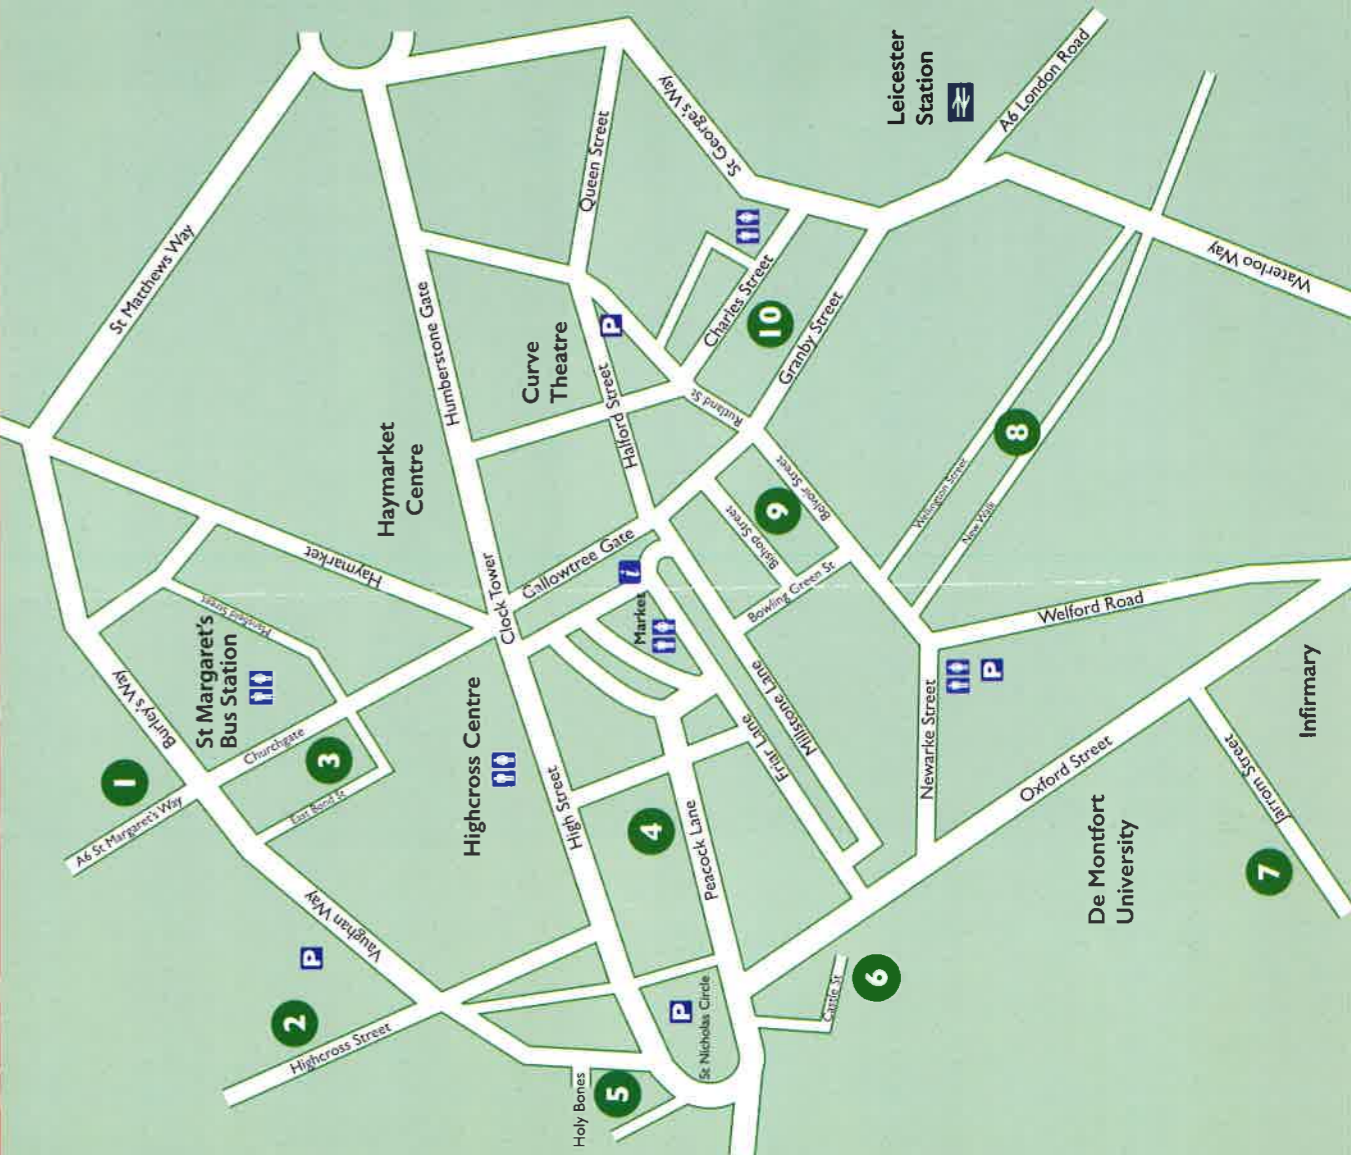 St Matthews Way
Humberstone Gate
Queen Street
St George's Way
Leicester
Station
A6 London Road
Waterloo Way
Curve
Theatre
P
Halford Street
Charles Street
10
Granby Street
Rutland St
Haymarket
Centre
Haymarket
Clock Tower
Gallowtree Gate
i
Market
Bishop Street
9
Belvoir Street
Bowling Green St
Wellington Street
8
New Walk
Welford Road
Mansfield Street
St Margaret's
Bus Station
Burley's Way
Churchgate
1
A6 St Margaret's Way
3
East Bond St
Highcross Centre
High Street
4
Peacock Lane
Friar Lane
Millstone Lane
Newarke Street
P
Oxford Street
Infirmary
Jarrom Street
7
De Montfort
University
Vaughan Way
P
2
Highcross Street
Holy Bones
5
P
St Nicholas Circle
Castle St
6